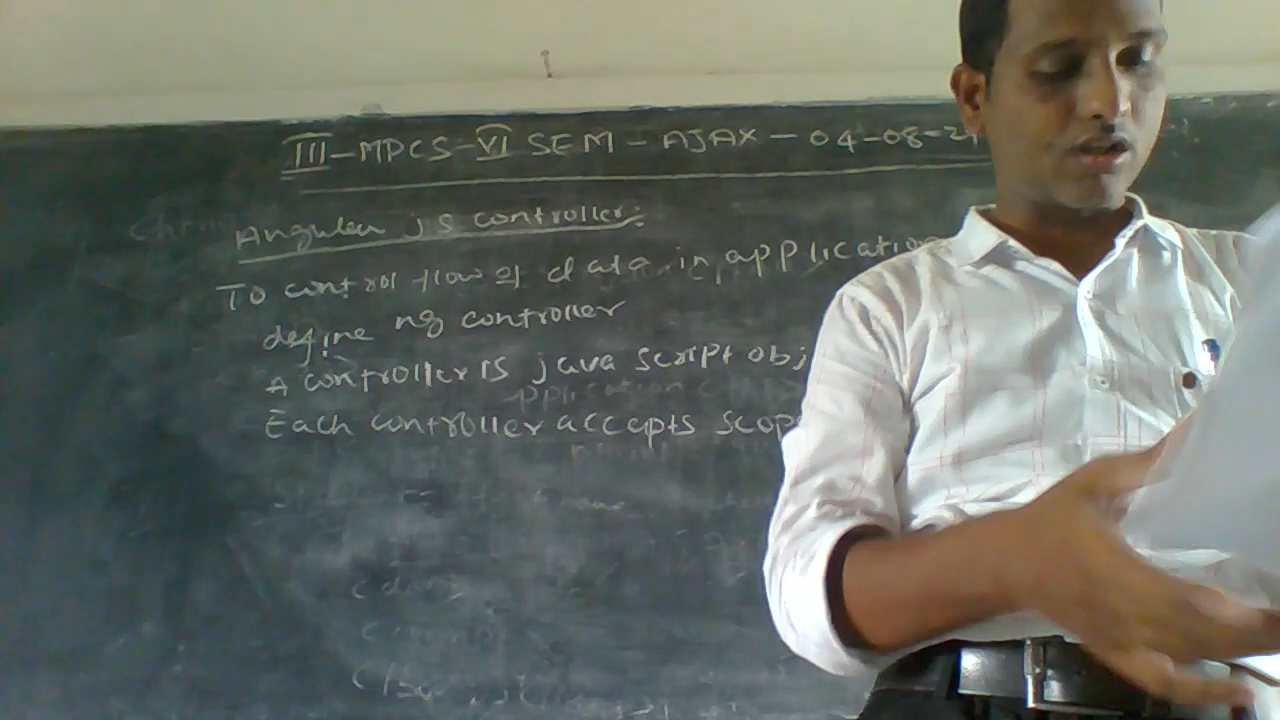 III-MPCS-VI SEM - AJAX - 04-08-21
Angular JS controller:
To control flow of data in application
define ng controller
A controller is java script obj
Each controller accepts scop